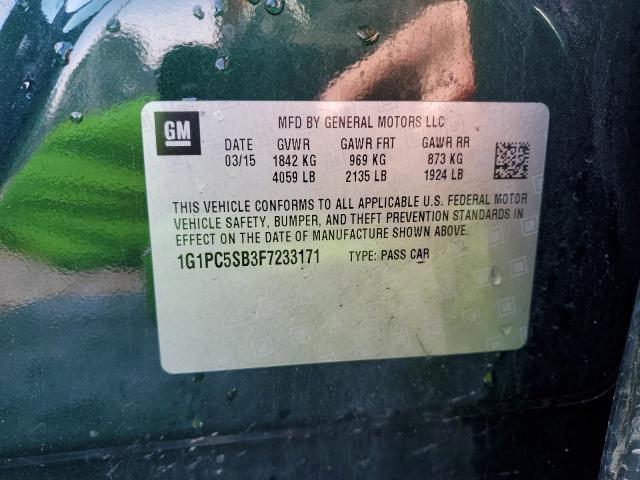 GM
MFD BY GENERAL MOTORS LLC
DATE GVWR GAWR FRT GAWR RR
03/15 1842 KG 969 KG 873 KG
4059 LB 2135 LB 1924 LB
THIS VEHICLE CONFORMS TO ALL APPLICABLE U.S. FEDERAL MOTOR
VEHICLE SAFETY, BUMPER, AND THEFT PREVENTION STANDARDS IN
EFFECT ON THE DATE OF MANUFACTURE SHOWN ABOVE.
1G1PC5SB3F7233171 TYPE: PASS CAR